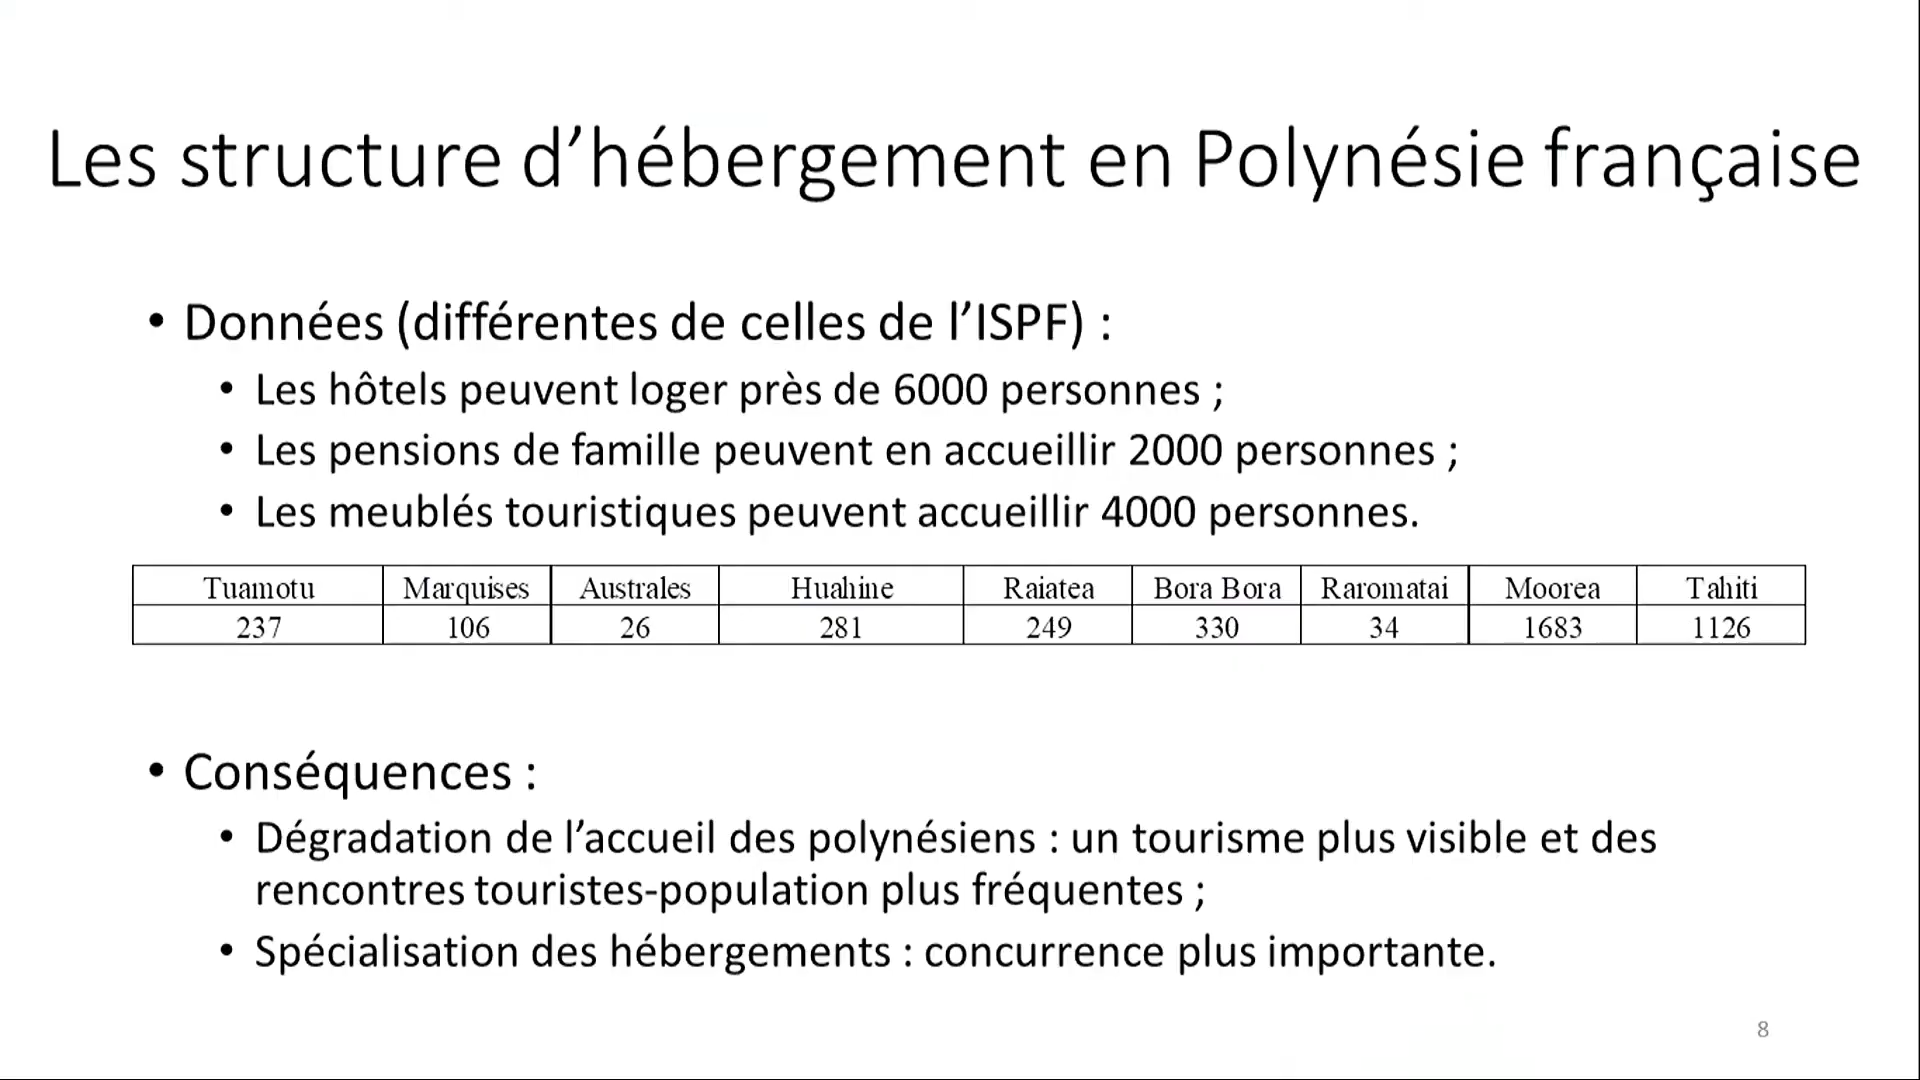 Les structure d’hébergement en Polynésie française
• Données (différentes de celles de l’ISPF) :
• Les hôtels peuvent loger près de 6000 personnes ;
• Les pensions de famille peuvent en accueillir 2000 personnes ;
• Les meublés touristiques peuvent accueillir 4000 personnes.
Tuamotu Marquises Australes Huahine Raiatea Bora Bora Raromatai Moorea Tahiti
237 106 26 281 249 330 34 1683 1126
• Conséquences :
• Dégradation de l’accueil des polynésiens : un tourisme plus visible et des
rencontres touristes-population plus fréquentes ;
• Spécialisation des hébergements : concurrence plus importante.
8